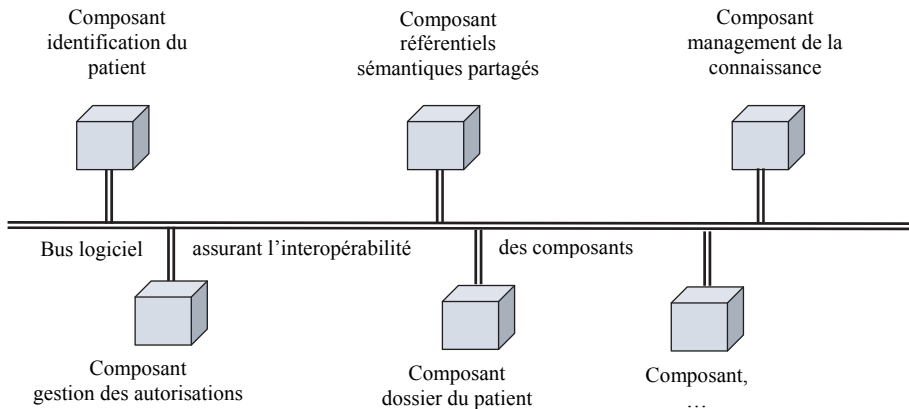 Composant
identification du
patient
Composant
référentiels
sémantiques partagés
Composant
management de la
connaissance
Bus logiciel assurant l'interopérabilité des composants
Composant
gestion des autorisations
Composant
dossier du patient
Composant,
…